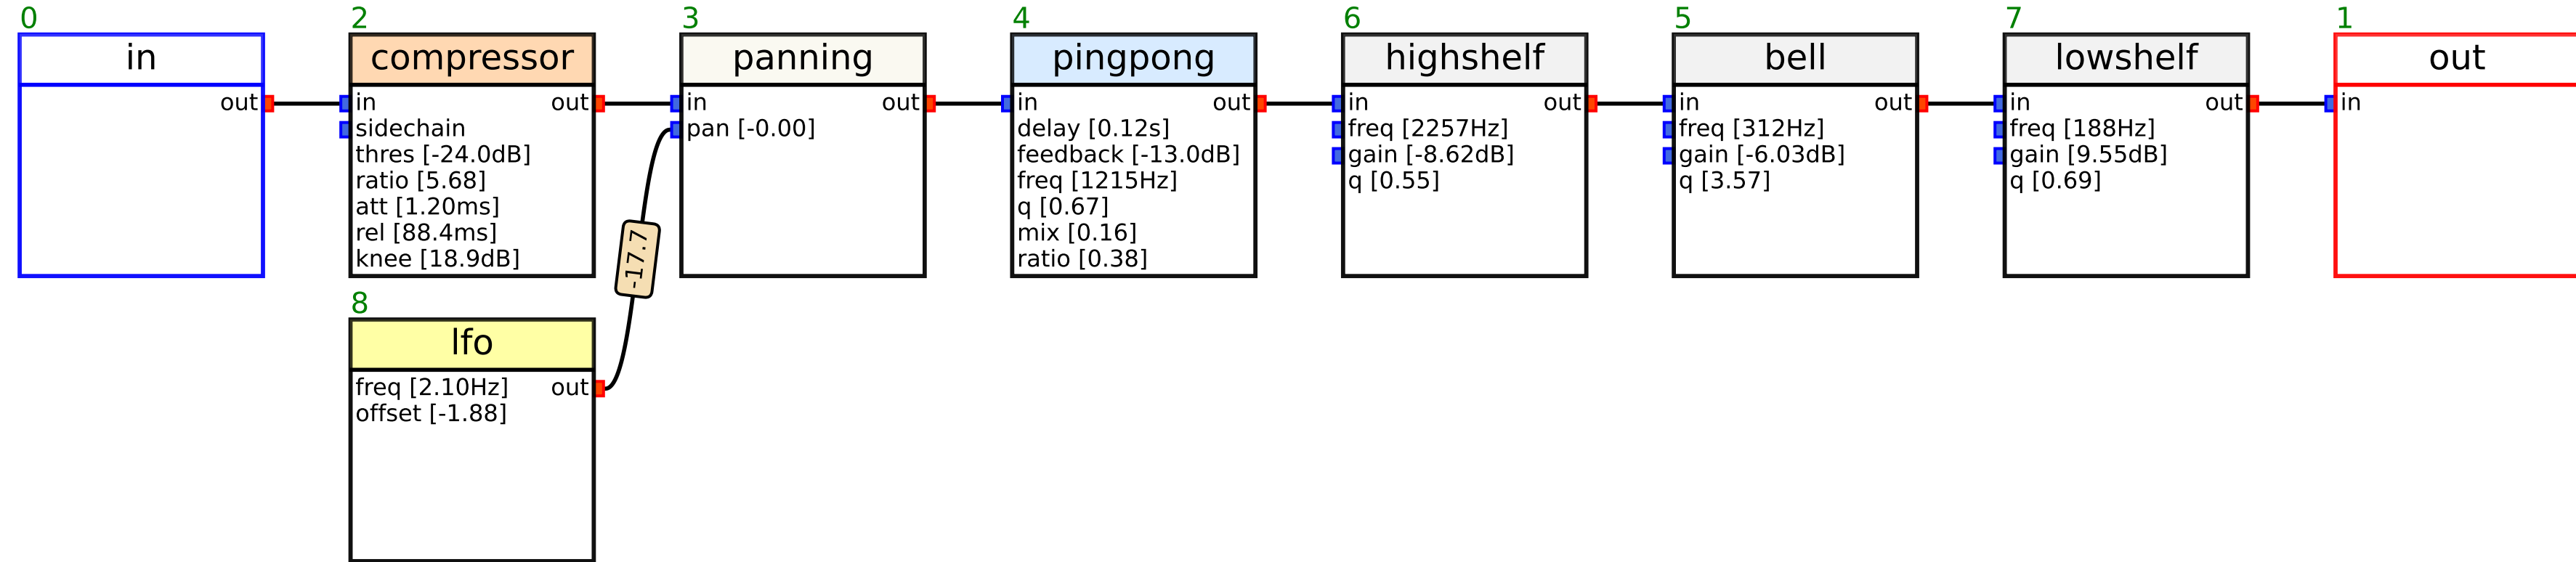 0
in
out
2
compressor
in out
sidechain
thres [-24.0dB]
ratio [5.68]
att [1.20ms]
rel [88.4ms]
knee [18.9dB]
3
panning
in out
pan [-0.00]
4
pingpong
in out
delay [0.12s]
feedback [-13.0dB]
freq [1215Hz]
q [0.67]
mix [0.16]
ratio [0.38]
6
highshelf
in out
freq [2257Hz]
gain [-8.62dB]
q [0.55]
5
bell
in out
freq [312Hz]
gain [-6.03dB]
q [3.57]
7
lowshelf
in out
freq [188Hz]
gain [9.55dB]
q [0.69]
1
out
in
-17.7
8
lfo
freq [2.10Hz] out
offset [-1.88]